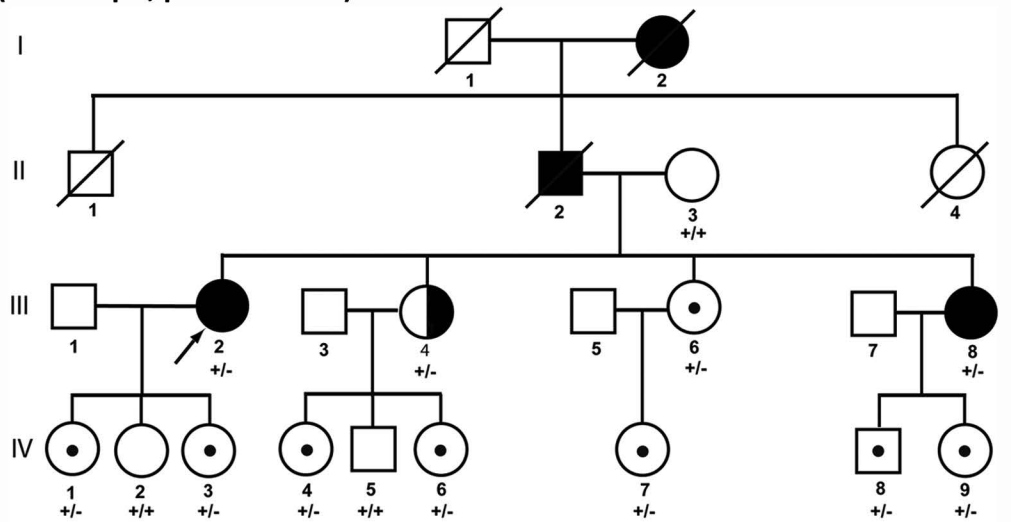 I
1 2
II
1 2 3 4
+/+
III
1 2 3 4 5 6 7 8
+/- +/- +/- +/-
IV
1 2 3 4 5 6 7 8 9
+/- +/+ +/- +/- +/+ +/- +/- +/- +/-